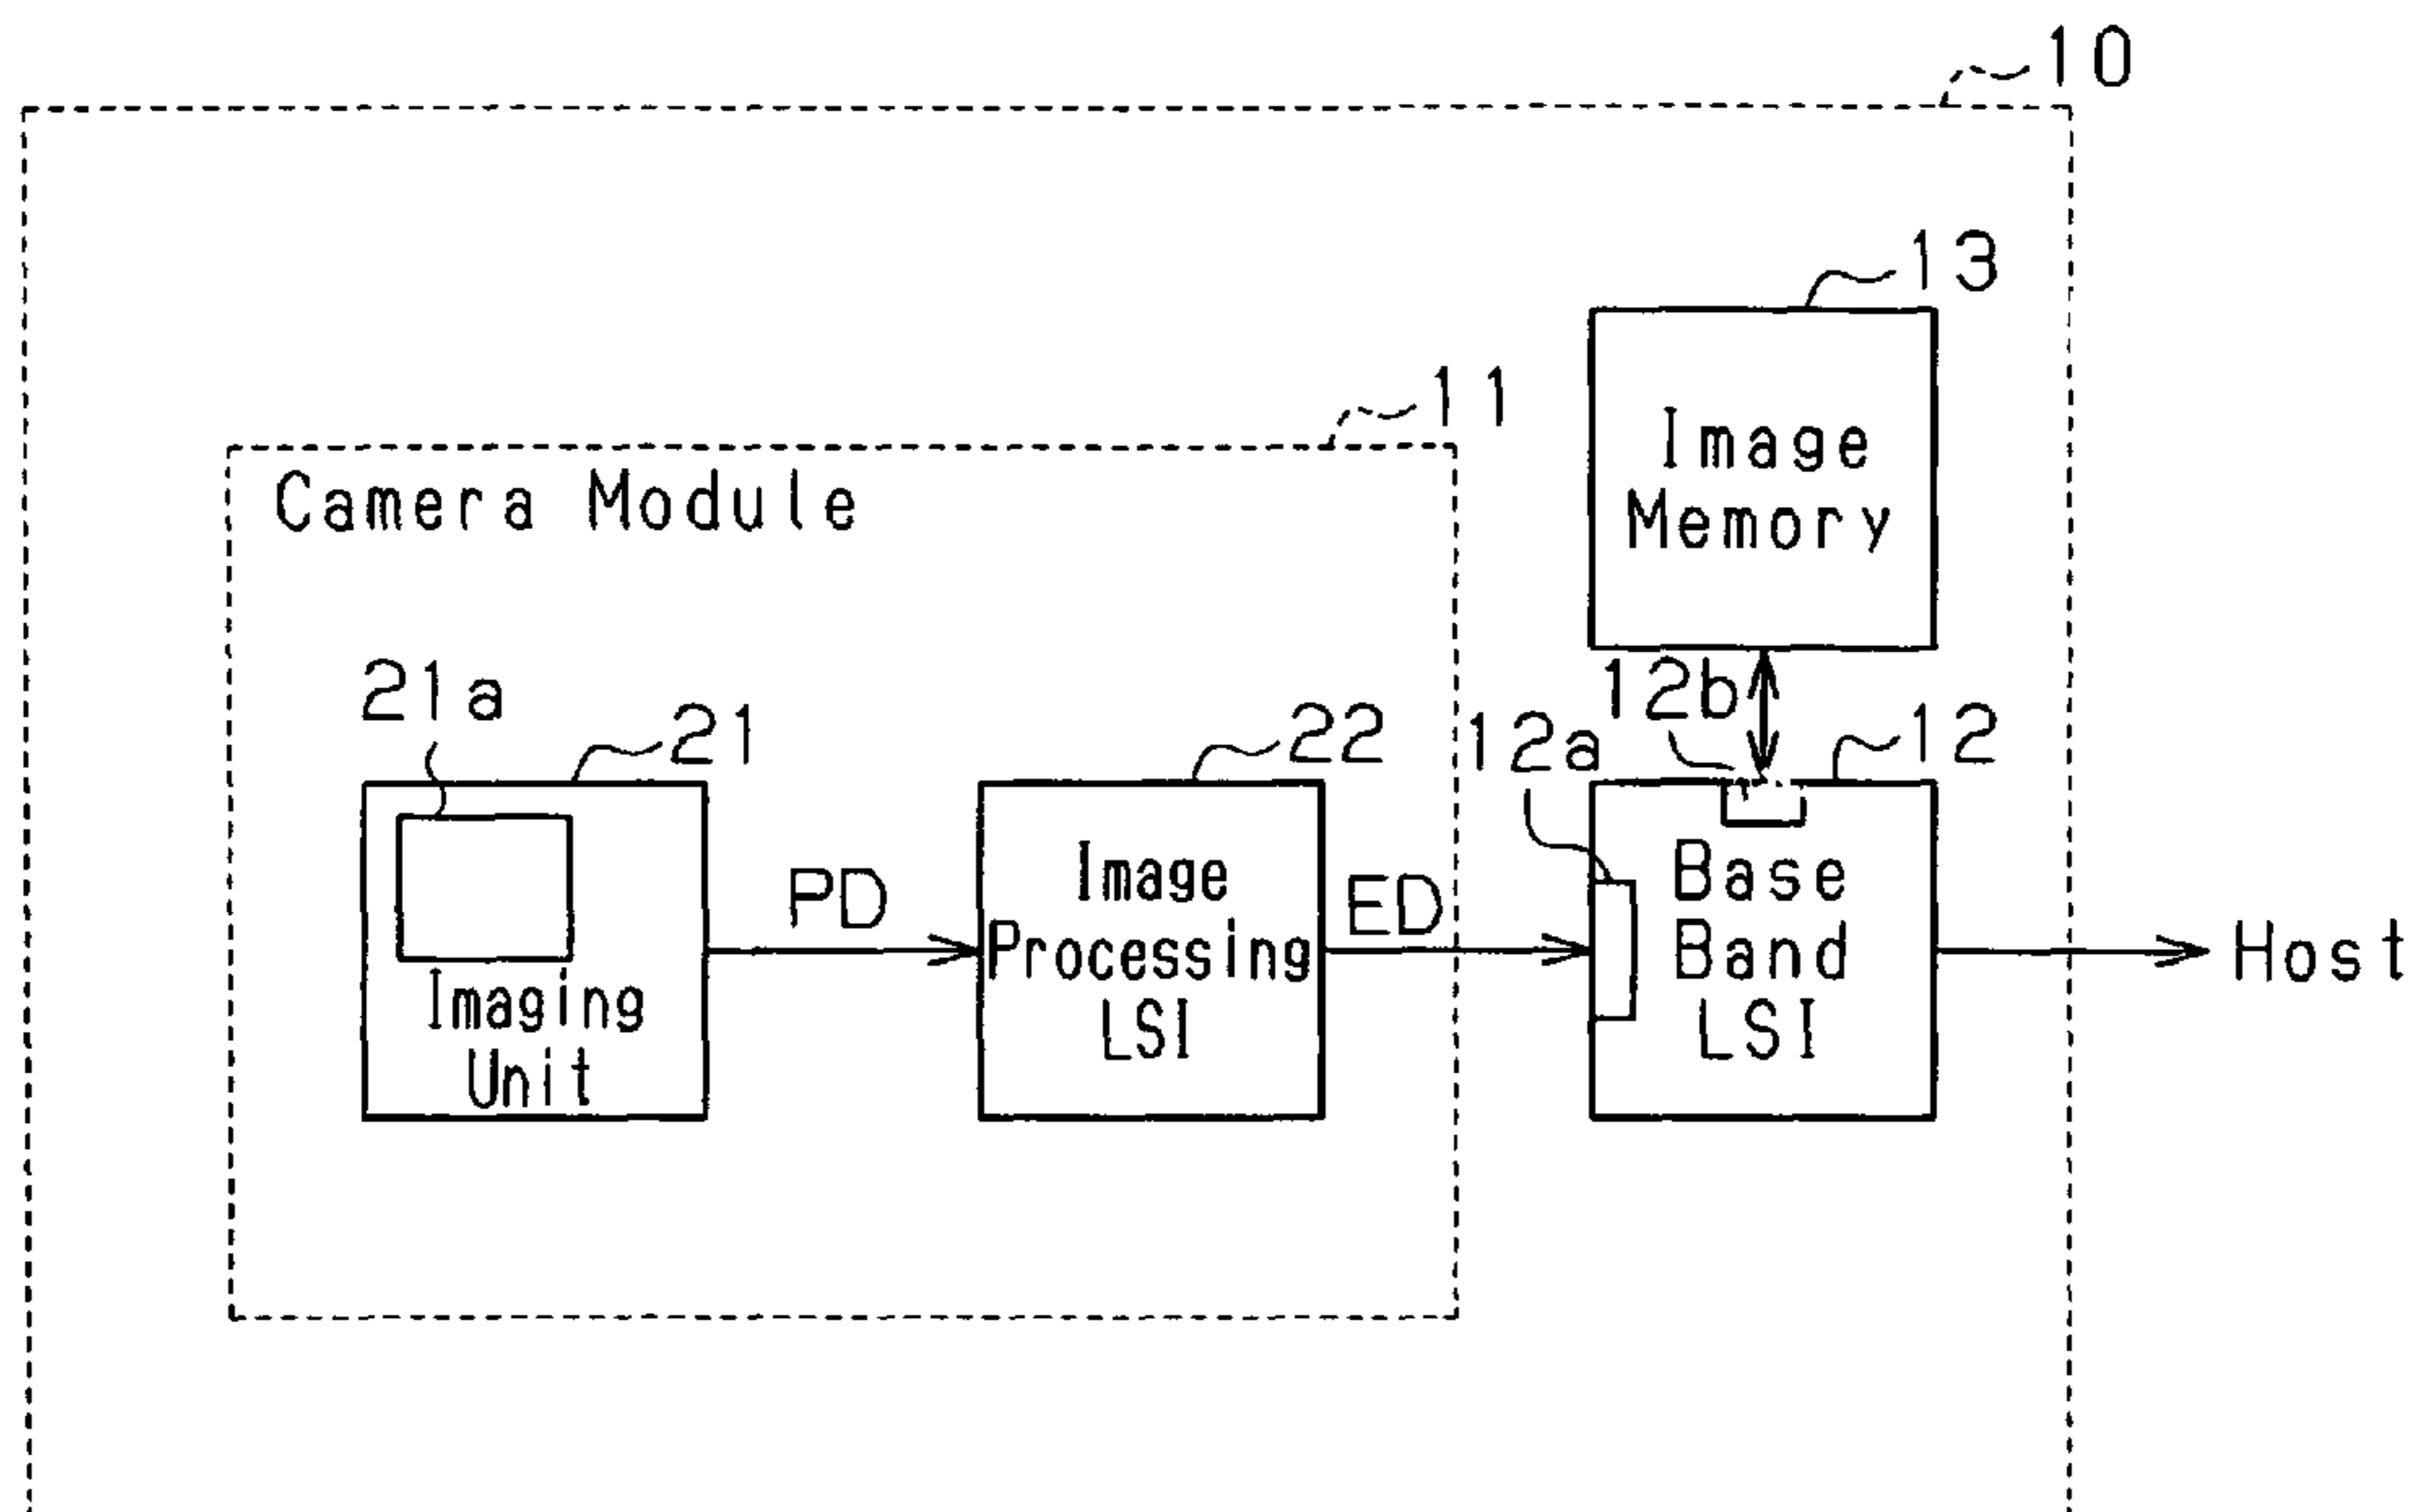 10
13
Image
Memory
11
Camera Module
21a
21
22
12a
12b
12
PD
ED
Imaging
Unit
Image
Processing
LSI
Base
Band
LSI
Host